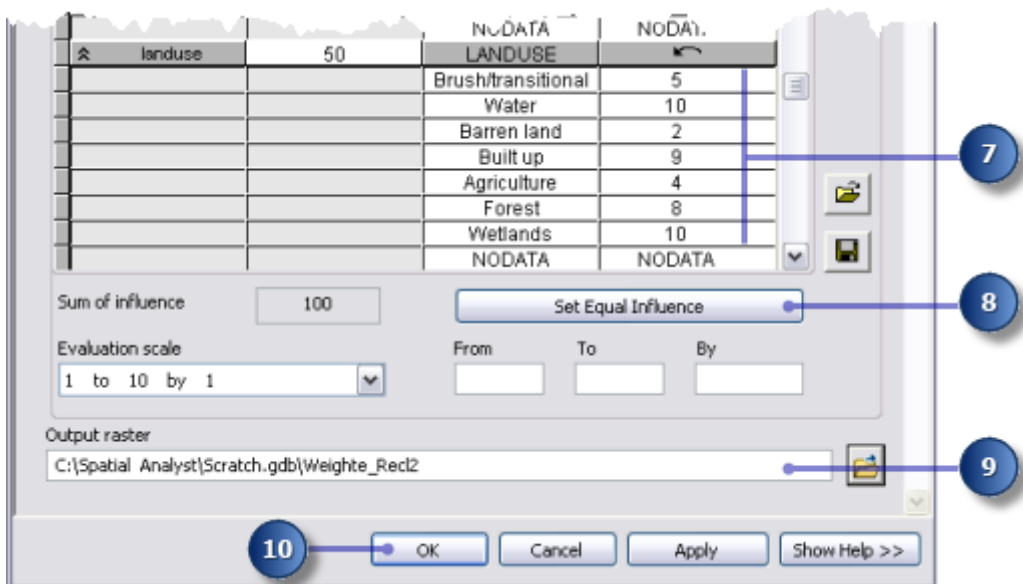 NODATA NODATA
landuse 50 LANDUSE
Brush/transitional 5
Water 10
Barren land 2
7
Built up 9
Agriculture 4
Forest 8
Wetlands 10
NODATA NODATA
Sum of influence 100 Set Equal Influence 8
Evaluation scale From To By
1 to 10 by 1
Output raster
C:\Spatial Analyst\Scratch.gdb\Weighte_Recl2 9
10 OK Cancel Apply Show Help >>